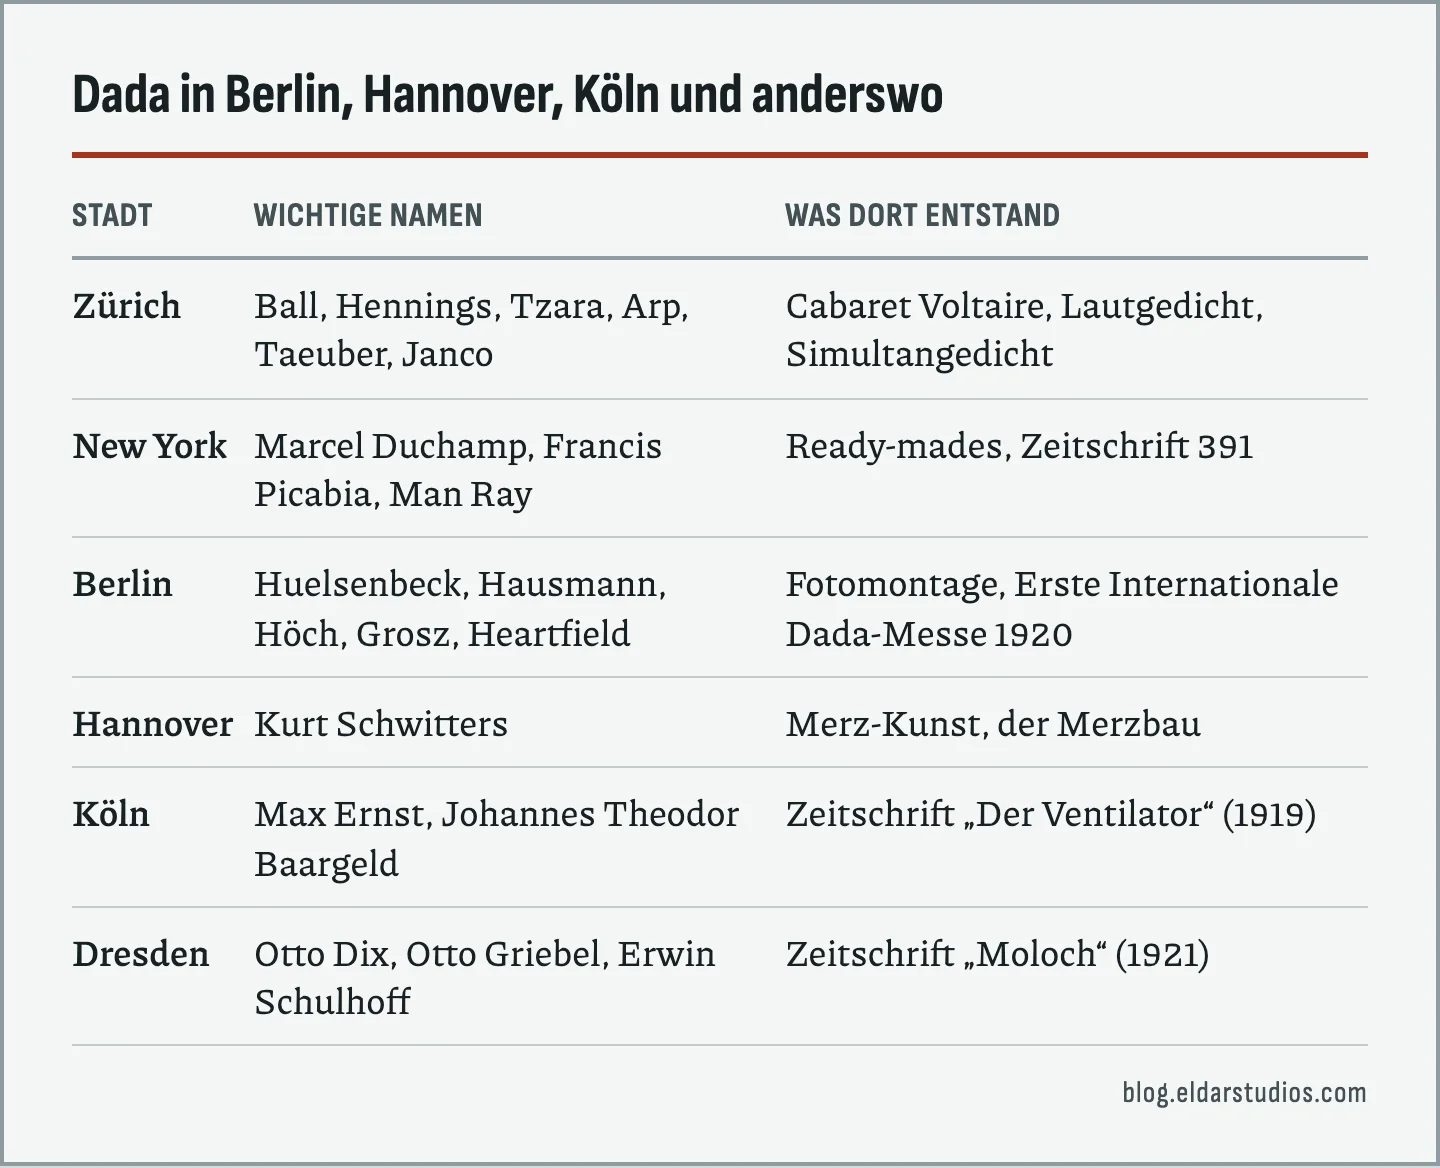 Dada in Berlin, Hannover, Köln und anderswo
STADT WICHTIGE NAMEN WAS DORT ENTSTAND
Zürich Ball, Hennings, Tzara, Arp, Cabaret Voltaire, Lautgedicht,
Taeuber, Janco Simultangedicht
New York Marcel Duchamp, Francis Ready-mades, Zeitschrift 391
Picabia, Man Ray
Berlin Huelsenbeck, Hausmann, Fotomontage, Erste Internationale
Höch, Grosz, Heartfield Dada-Messe 1920
Hannover Kurt Schwitters Merz-Kunst, der Merzbau
Köln Max Ernst, Johannes Theodor Zeitschrift „Der Ventilator“ (1919)
Baargeld
Dresden Otto Dix, Otto Griebel, Erwin Zeitschrift „Moloch“ (1921)
Schulhoff
blog.eldarstudios.com